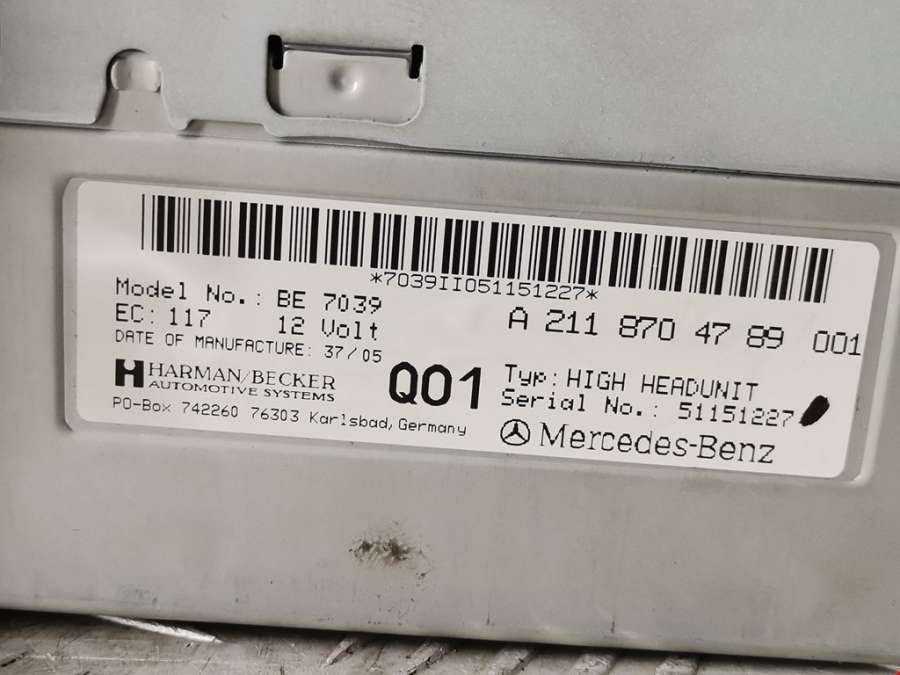 *7039II051151227*
Model No.: BE 7039
EC: 117 12 Volt
DATE OF MANUFACTURE: 37/05
HARMAN/BECKER
AUTOMOTIVE SYSTEMS
PO-Box 742260 76303 Karlsbad, Germany
Q01
A 211 870 47 89 001
Typ: HIGH HEADUNIT
Serial No.: 51151227
Mercedes-Benz